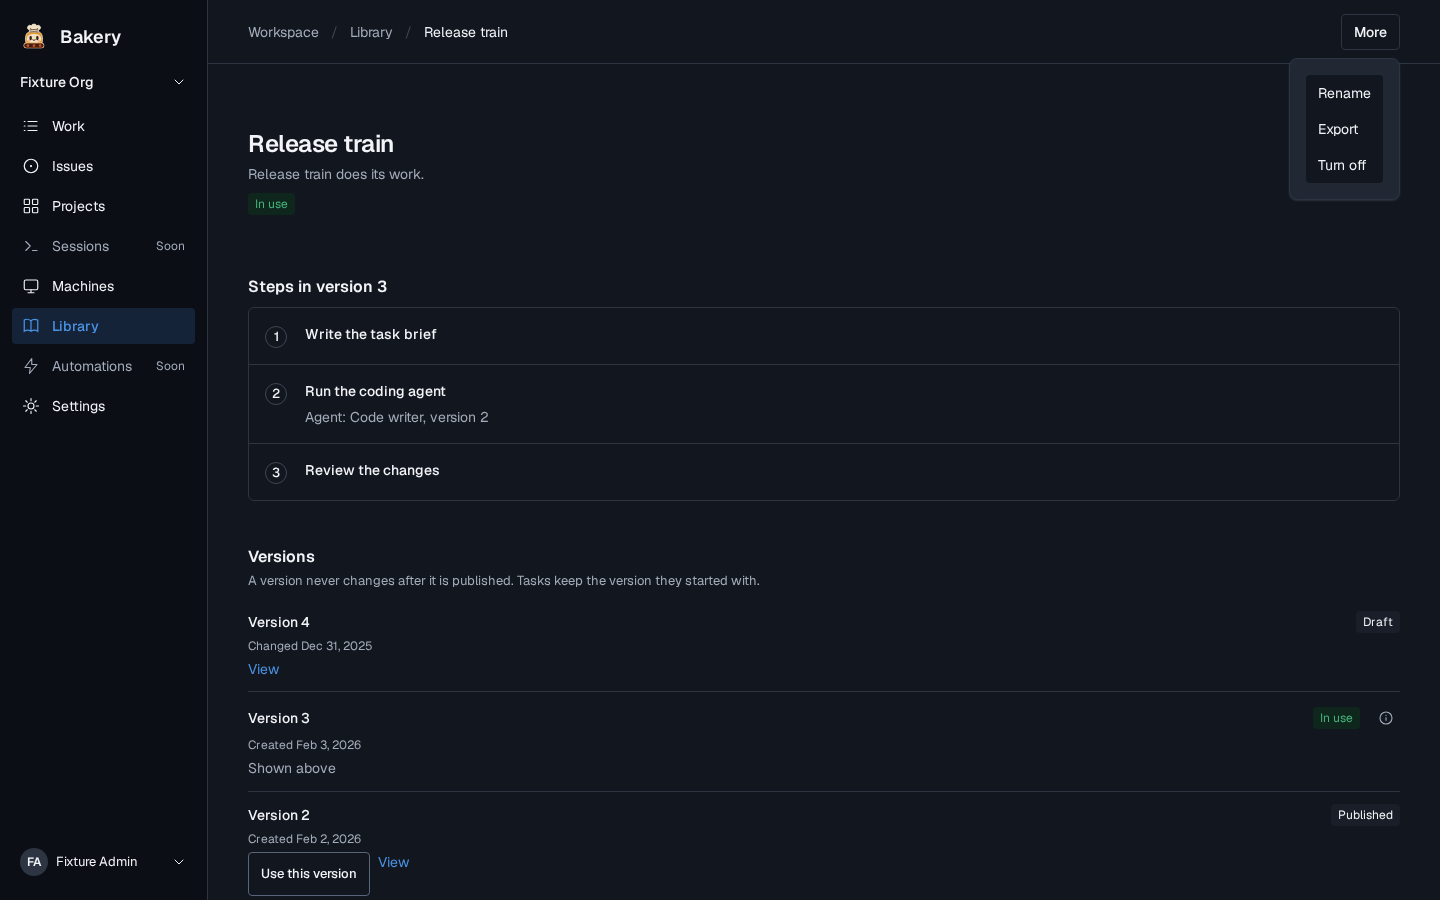 Bakery
Fixture Org
Work
Issues
Projects
Sessions Soon
Machines
Library
Automations Soon
Settings
FA Fixture Admin
Workspace / Library / Release train
More
Rename
Export
Turn off
Release train
Release train does its work.
In use
Steps in version 3
1 Write the task brief
2 Run the coding agent
Agent: Code writer, version 2
3 Review the changes
Versions
A version never changes after it is published. Tasks keep the version they started with.
Version 4 Draft
Changed Dec 31, 2025
View
Version 3 In use
Created Feb 3, 2026
Shown above
Version 2 Published
Created Feb 2, 2026
Use this version View